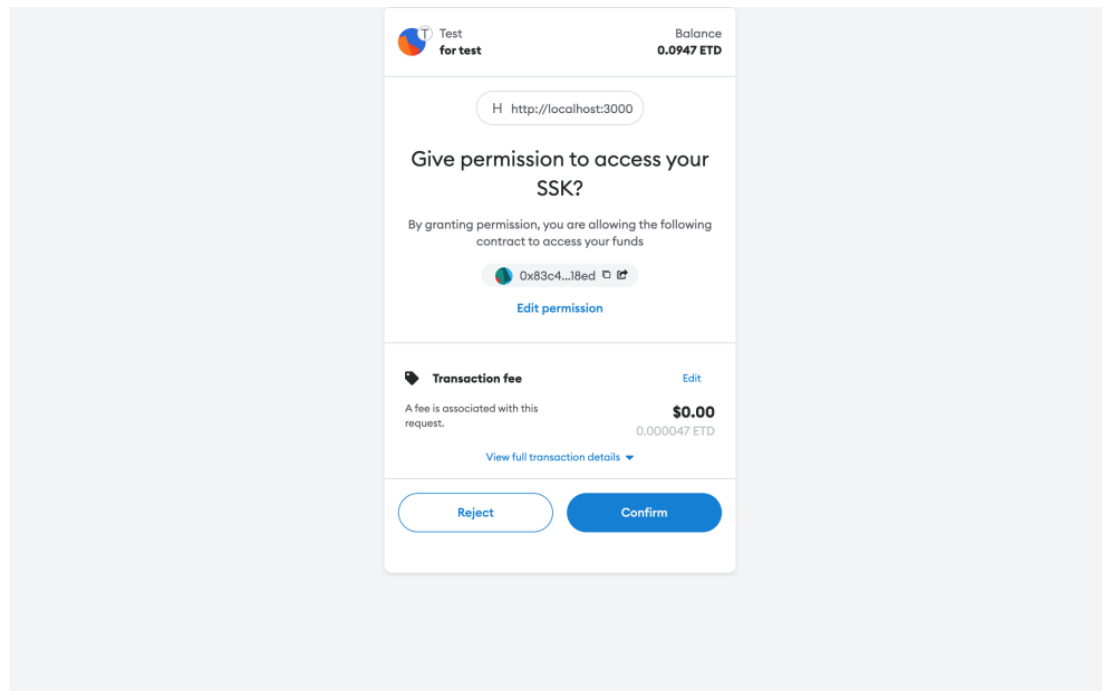 T Test
for test
Balance
0.0947 ETD
H http://localhost:3000
Give permission to access your
SSK?
By granting permission, you are allowing the following
contract to access your funds
0x83c4...18ed
Edit permission
Transaction fee
Edit
A fee is associated with this
request.
$0.00
0.000047 ETD
View full transaction details
Reject
Confirm